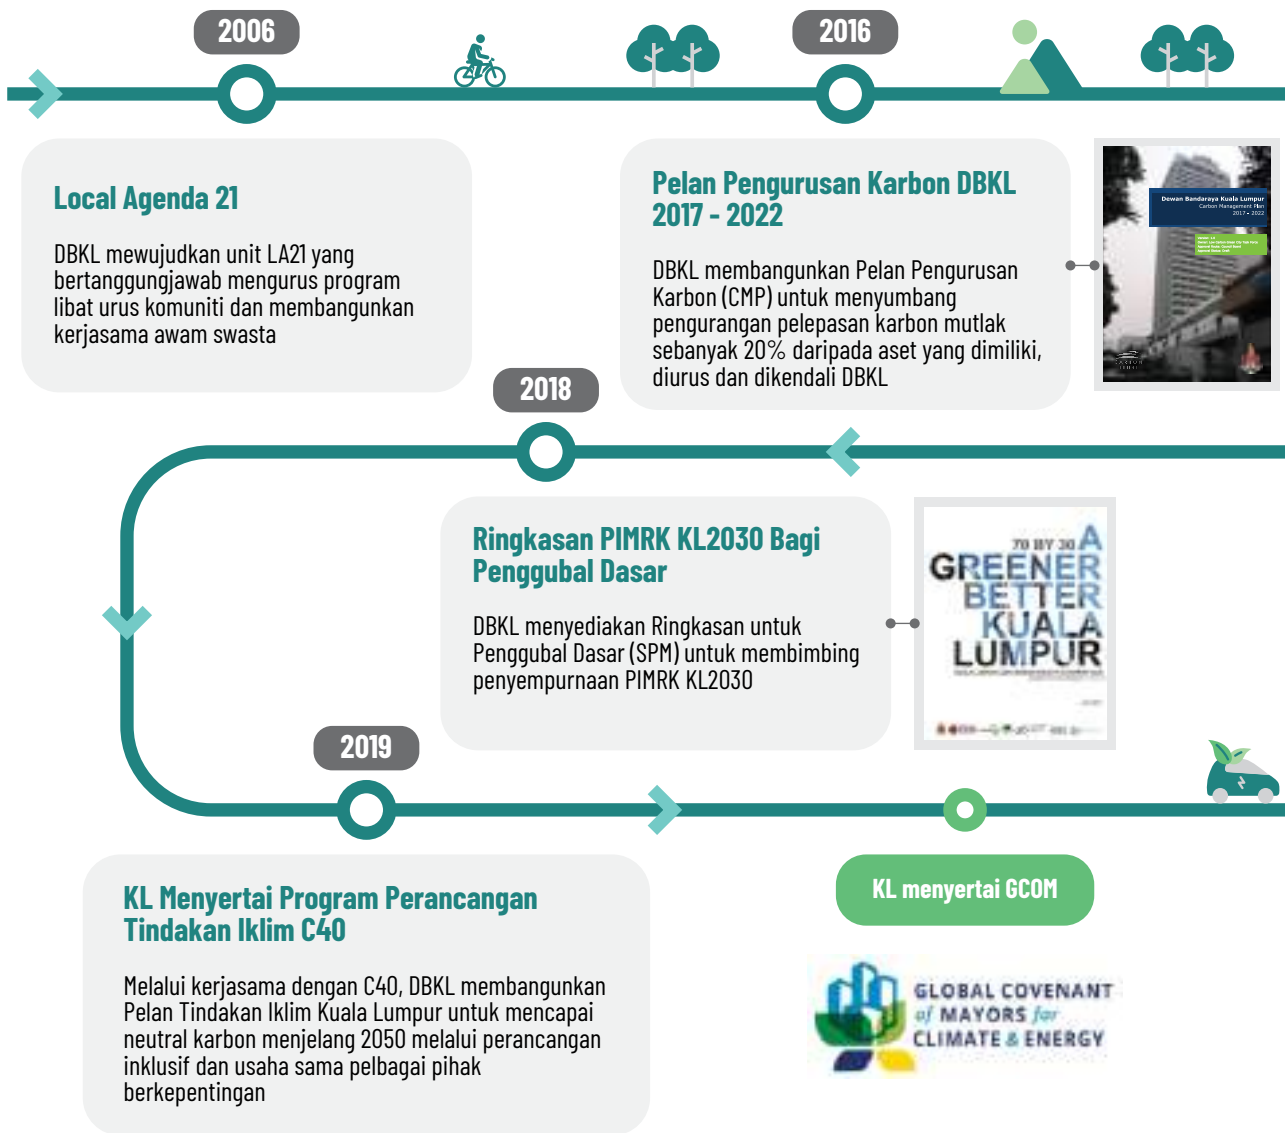 2006
2016
Local Agenda 21
DBKL mewujudkan unit LA21 yang
bertanggungjawab mengurus program
libat urus komuniti dan membangunkan
kerjasama awam swasta
Pelan Pengurusan Karbon DBKL
2017 - 2022
DBKL membangunkan Pelan Pengurusan
Karbon (CMP) untuk menyumbang
pengurangan pelepasan karbon mutlak
sebanyak 20% daripada aset yang dimiliki,
diurus dan dikendali DBKL
Dewan Bandaraya Kuala Lumpur
Carbon Management Plan
2017 - 2022
2018
Ringkasan PIMRK KL2030 Bagi
Penggubal Dasar
DBKL menyediakan Ringkasan untuk
Penggubal Dasar (SPM) untuk membimbing
penyempurnaan PIMRK KL2030
70 BY 30 A
GREENER
BETTER
KUALA
LUMPUR
2019
KL Menyertai Program Perancangan
Tindakan Iklim C40
Melalui kerjasama dengan C40, DBKL membangunkan
Pelan Tindakan Iklim Kuala Lumpur untuk mencapai
neutral karbon menjelang 2050 melalui perancangan
inklusif dan usaha sama pelbagai pihak
berkepentingan
KL menyertai GCOM
GLOBAL COVENANT
of MAYORS for
CLIMATE & ENERGY